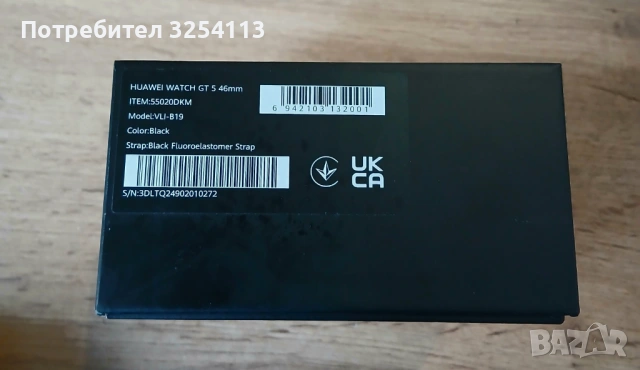 Потребител 3254113
HUAWEI WATCH GT 5 46mm
ITEM:55020DKM
Model:VLI-B19
Color:Black
Strap:Black Fluoroelastomer Strap
6 942103 132001
UK
CA
S/N:3DLTQ24902010272
BAZAR